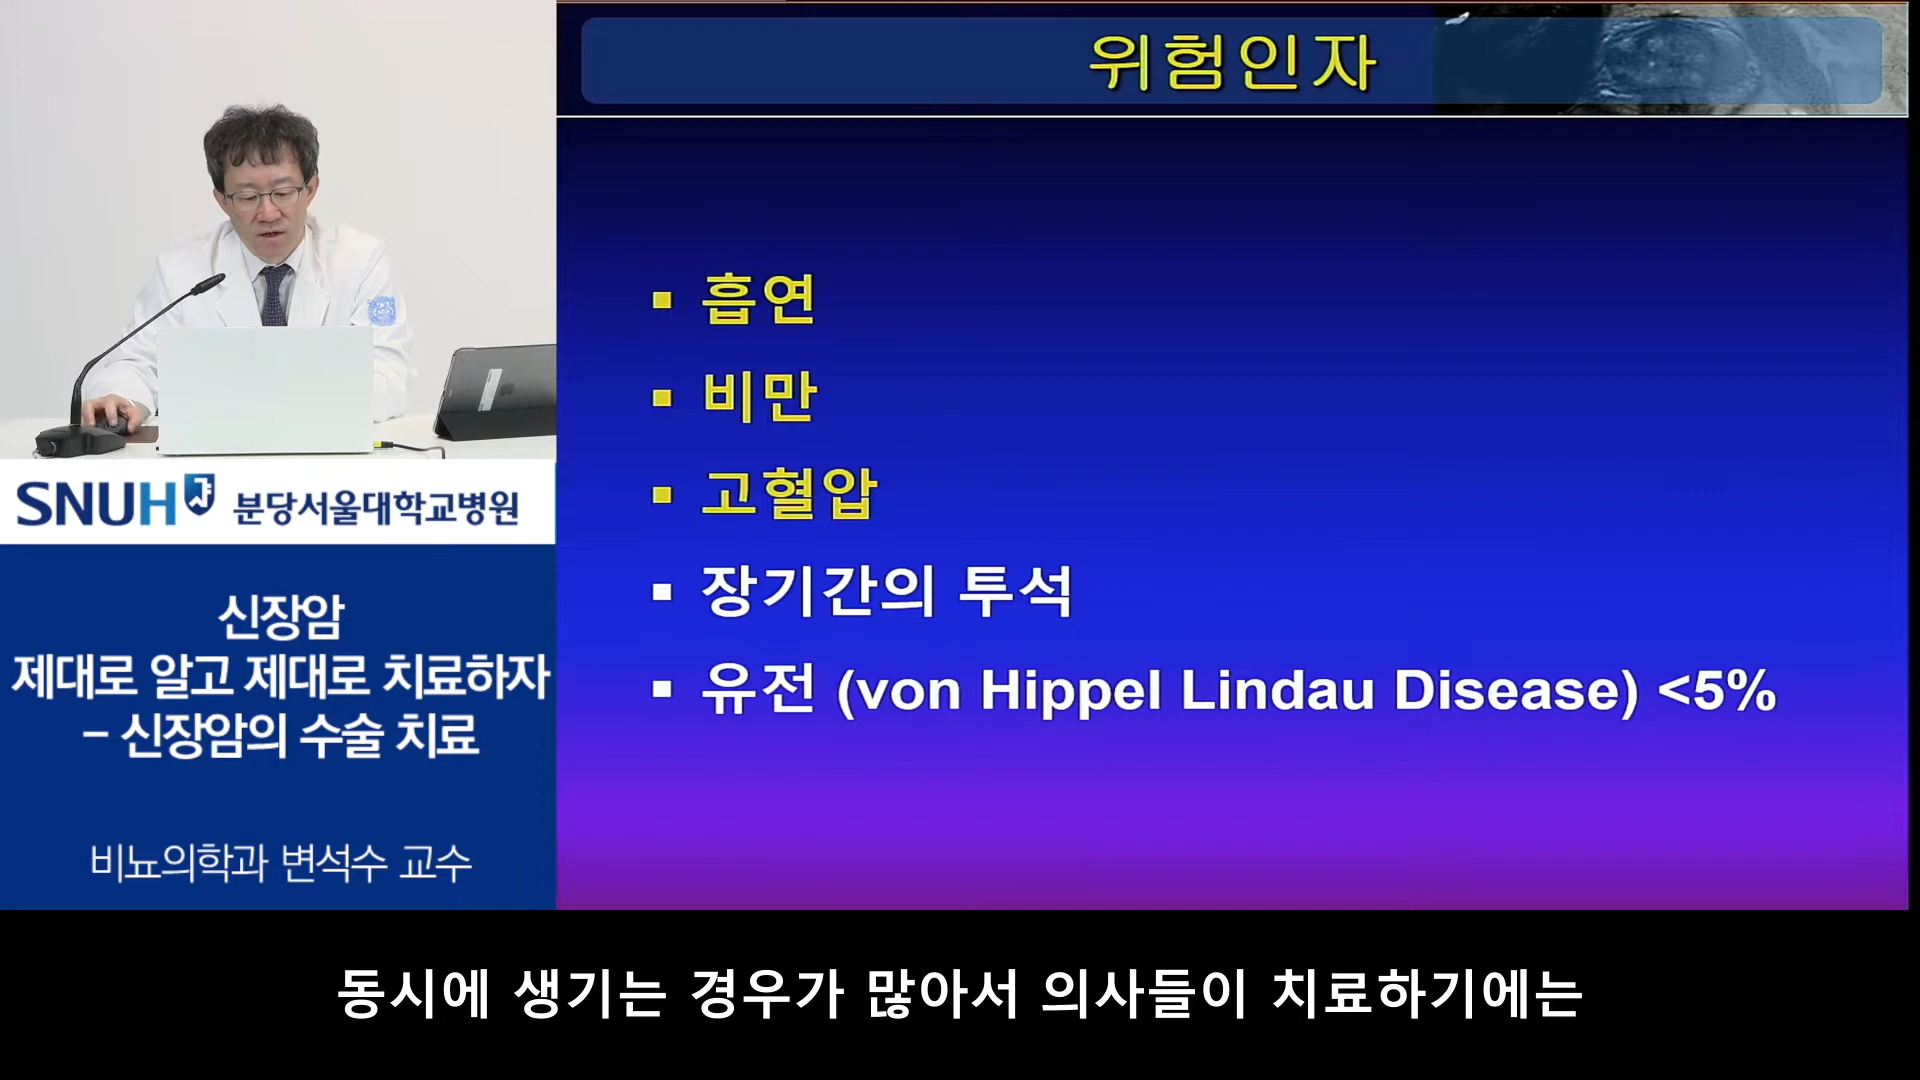 위험인자
흡연
비만
고혈압
장기간의 투석
유전 (von Hippel Lindau Disease) <5%
SNUH 분당서울대학교병원
신장암
제대로 알고 제대로 치료하자
- 신장암의 수술 치료
비뇨의학과 변석수 교수
동시에 생기는 경우가 많아서 의사들이 치료하기에는